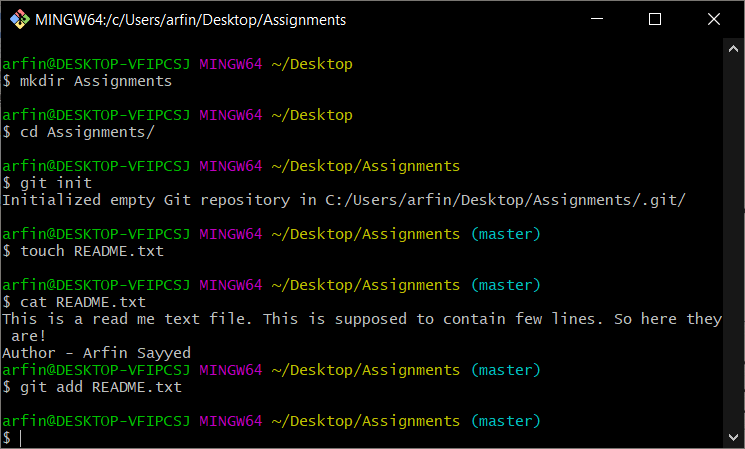 MINGW64:/c/Users/arfin/Desktop/Assignments
arfin@DESKTOP-VFIPCSJ MINGW64 ~/Desktop
$ mkdir Assignments
arfin@DESKTOP-VFIPCSJ MINGW64 ~/Desktop
$ cd Assignments/
arfin@DESKTOP-VFIPCSJ MINGW64 ~/Desktop/Assignments
$ git init
Initialized empty Git repository in C:/Users/arfin/Desktop/Assignments/.git/
arfin@DESKTOP-VFIPCSJ MINGW64 ~/Desktop/Assignments (master)
$ touch README.txt
arfin@DESKTOP-VFIPCSJ MINGW64 ~/Desktop/Assignments (master)
$ cat README.txt
This is a read me text file. This is supposed to contain few lines. So here they
 are!
Author - Arfin Sayyed
arfin@DESKTOP-VFIPCSJ MINGW64 ~/Desktop/Assignments (master)
$ git add README.txt
arfin@DESKTOP-VFIPCSJ MINGW64 ~/Desktop/Assignments (master)
$